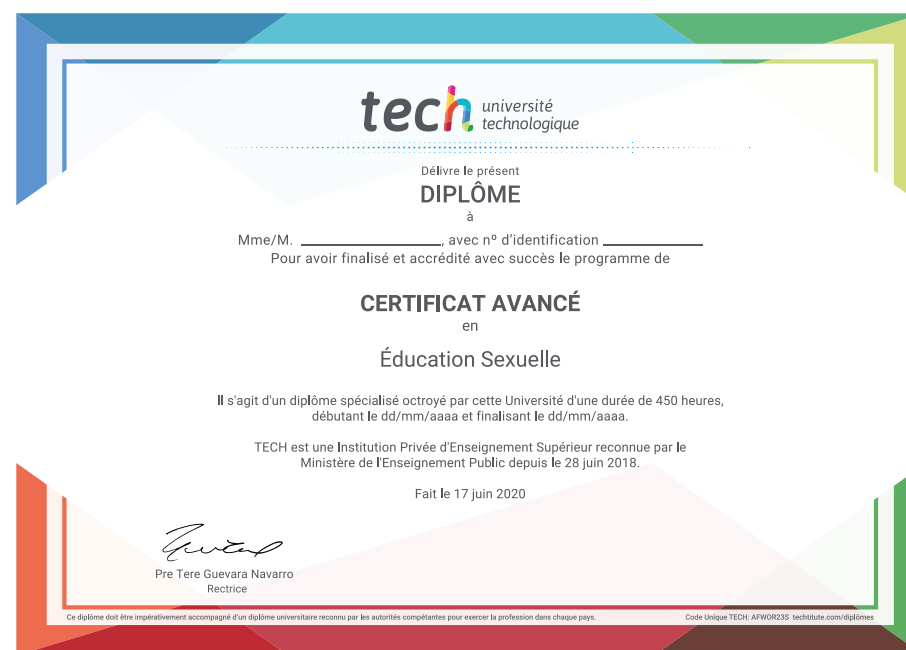 tech université
technologique
Délivre le présent
DIPLÔME
à
Mme/M. ____________________, avec nº d'identification ______________
Pour avoir finalisé et accrédité avec succès le programme de
CERTIFICAT AVANCÉ
en
Éducation Sexuelle
Il s'agit d'un diplôme spécialisé octroyé par cette Université d'une durée de 450 heures,
débutant le dd/mm/aaaa et finalisant le dd/mm/aaaa.
TECH est une Institution Privée d'Enseignement Supérieur reconnue par le
Ministère de l'Enseignement Public depuis le 28 juin 2018.
Fait le 17 juin 2020
Pre Tere Guevara Navarro
Rectrice
Ce diplôme doit être impérativement accompagné d'un diplôme universitaire reconnu par les autorités compétantes pour exercer la profession dans chaque pays.
Code Unique TECH: AFWOR23S techtitute.com/diplômes